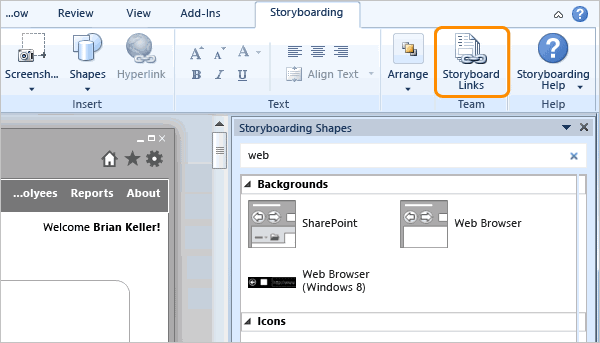 ...ow Review View Add-Ins Storyboarding
Screensh... Shapes Hyperlink
A A A
B I U Align Text
Arrange
Storyboard
Links
Storyboarding
Help
Insert Text Team Help
Storyboarding Shapes
web
Backgrounds
SharePoint Web Browser
Web Browser
(Windows 8)
Icons
...olyees Reports About
Welcome Brian Keller!